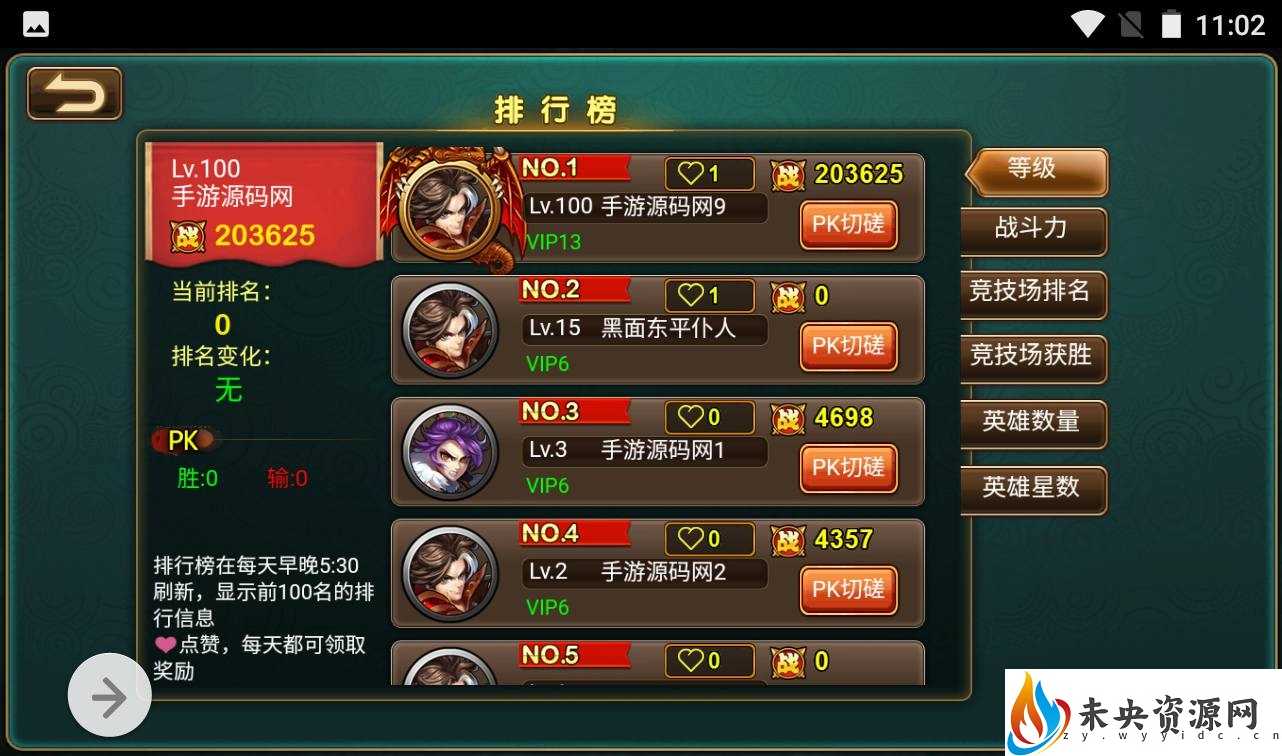 11:02
排行榜
Lv.100
手游源码网
203625
当前排名:
0
排名变化:
无
PK
胜:0 输:0
排行榜在每天早晚5:30
刷新，显示前100名的排
行信息
点赞，每天都可领取
奖励
NO.1 1 203625
Lv.100 手游源码网9
VIP13
PK切磋
NO.2 1 0
Lv.15 黑面东平仆人
VIP6
PK切磋
NO.3 0 4698
Lv.3 手游源码网1
VIP6
PK切磋
NO.4 0 4357
Lv.2 手游源码网2
VIP6
PK切磋
NO.5 0 0
等级
战斗力
竞技场排名
竞技场获胜
英雄数量
英雄星数
未央资源网
zy.wyyidc.cn